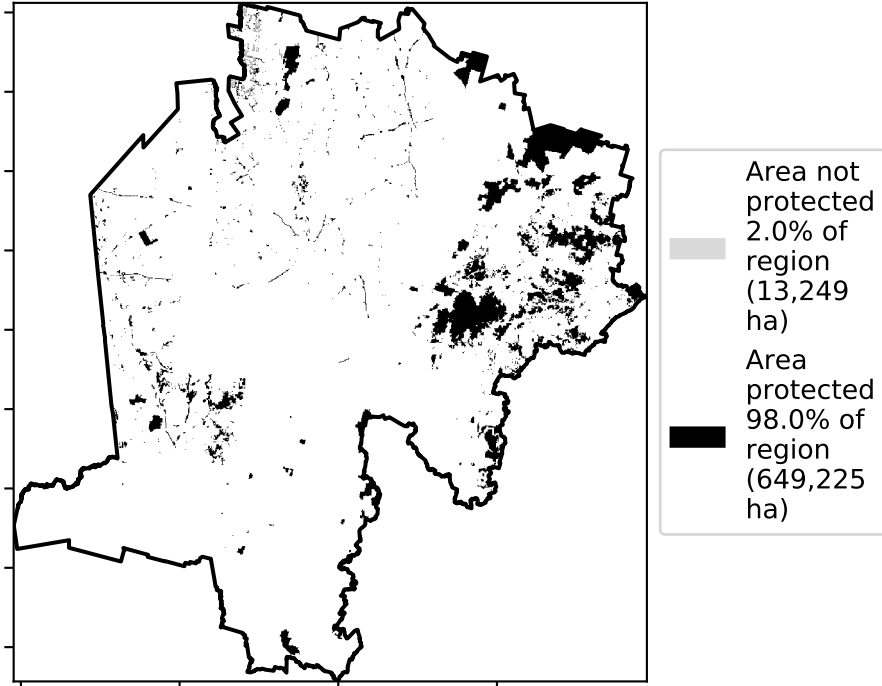 Area not
protected
2.0% of
region
(13,249
ha)
Area
protected
98.0% of
region
(649,225
ha)